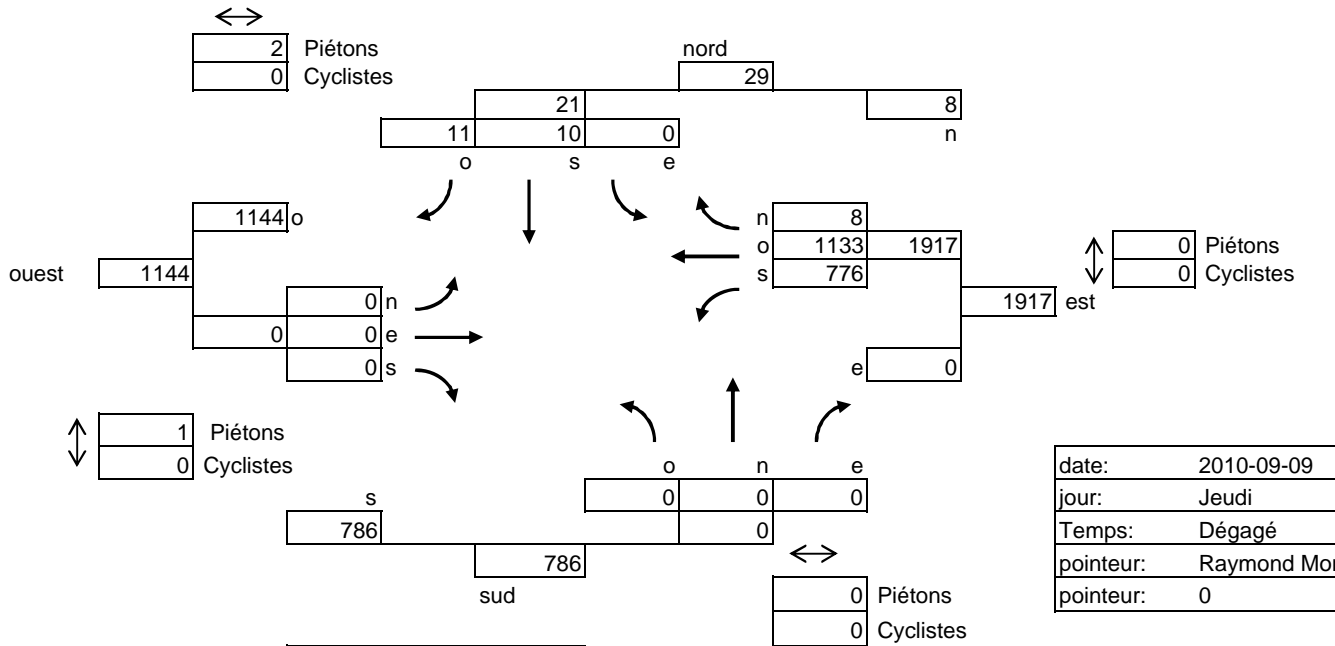 2 Piétons
nord
0 Cyclistes
29
21
8
11 10 0
n
o s e
1144 o
n 8
o 1133 1917
0 Piétons
ouest 1144
s 776
0 Cyclistes
0 n
1917 est
0 0 e
0 s
e 0
1 Piétons
0 Cyclistes
o n e
date: 2010-09-09
s
0 0 0
jour: Jeudi
786
0
Temps: Dégagé
786
pointeur: Raymond
sud
0 Piétons
pointeur: 0
0 Cyclistes